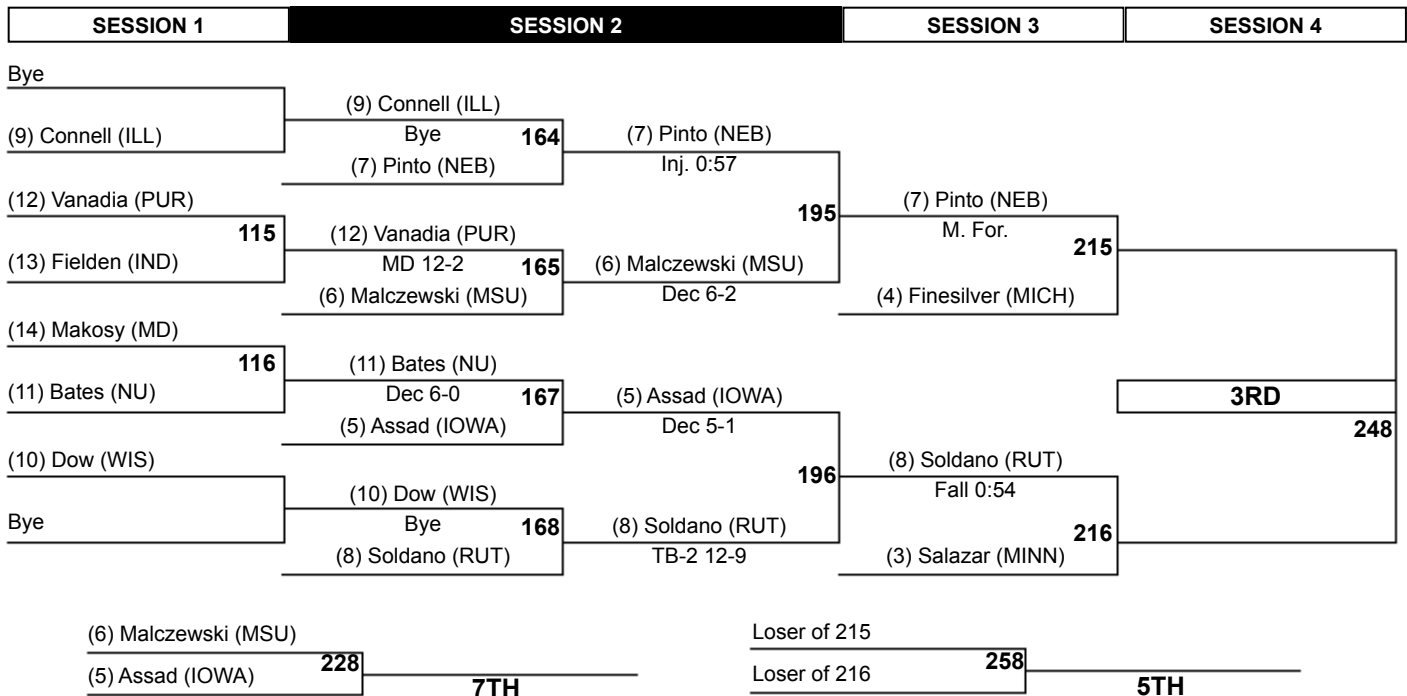 SESSION 1
SESSION 2
SESSION 3
SESSION 4
Bye
(9) Connell (ILL)
(9) Connell (ILL)
Bye
164
(7) Pinto (NEB)
(7) Pinto (NEB)
Inj. 0:57
(12) Vanadia (PUR)
115
(13) Fielden (IND)
(12) Vanadia (PUR)
MD 12-2
165
(6) Malczewski (MSU)
(6) Malczewski (MSU)
Dec 6-2
195
(7) Pinto (NEB)
M. For.
215
(4) Finesilver (MICH)
(14) Makosy (MD)
116
(11) Bates (NU)
(11) Bates (NU)
Dec 6-0
167
(5) Assad (IOWA)
(5) Assad (IOWA)
Dec 5-1
3RD
248
(10) Dow (WIS)
Bye
(10) Dow (WIS)
Bye
168
(8) Soldano (RUT)
(8) Soldano (RUT)
TB-2 12-9
196
(8) Soldano (RUT)
Fall 0:54
216
(3) Salazar (MINN)
(6) Malczewski (MSU)
228
(5) Assad (IOWA)
7TH
Loser of 215
258
Loser of 216
5TH